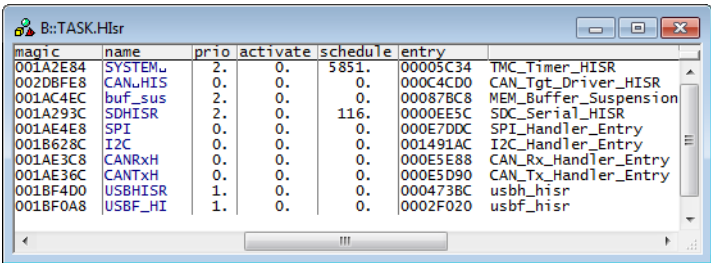 B::TASK.HIsr
magic name prio activate schedule entry
001A2E84 SYSTEM␣ 2. 0. 5851. 00005C34 TMC_Timer_HISR
002DBFE8 CAN␣HIS 0. 0. 0. 000C4CD0 CAN_Tgt_Driver_HISR
001AC4EC buf_sus 2. 0. 0. 00087BC8 MEM_Buffer_Suspension
001A293C SDHISR 2. 0. 116. 0000EE5C SDC_Serial_HISR
001AE4E8 SPI 0. 0. 0. 000E7DDC SPI_Handler_Entry
001B628C I2C 0. 0. 0. 001491AC I2C_Handler_Entry
001AE3C8 CANRxH 0. 0. 0. 000E5E88 CAN_Rx_Handler_Entry
001AE36C CANTxH 0. 0. 0. 000E5D90 CAN_Tx_Handler_Entry
001BF4D0 USBHISR 1. 0. 0. 000473BC usbh_hisr
001BF0A8 USBF_HI 1. 0. 0. 0002F020 usbf_hisr